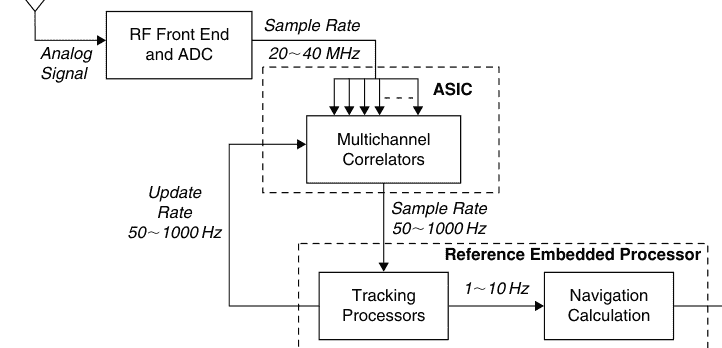 RF Front End
and ADC
Analog
Signal
Sample Rate
20~40 MHz
ASIC
Multichannel
Correlators
Update
Rate
50~1000 Hz
Sample Rate
50~1000 Hz
Reference Embedded Processor
Tracking
Processors
1~10 Hz
Navigation
Calculation